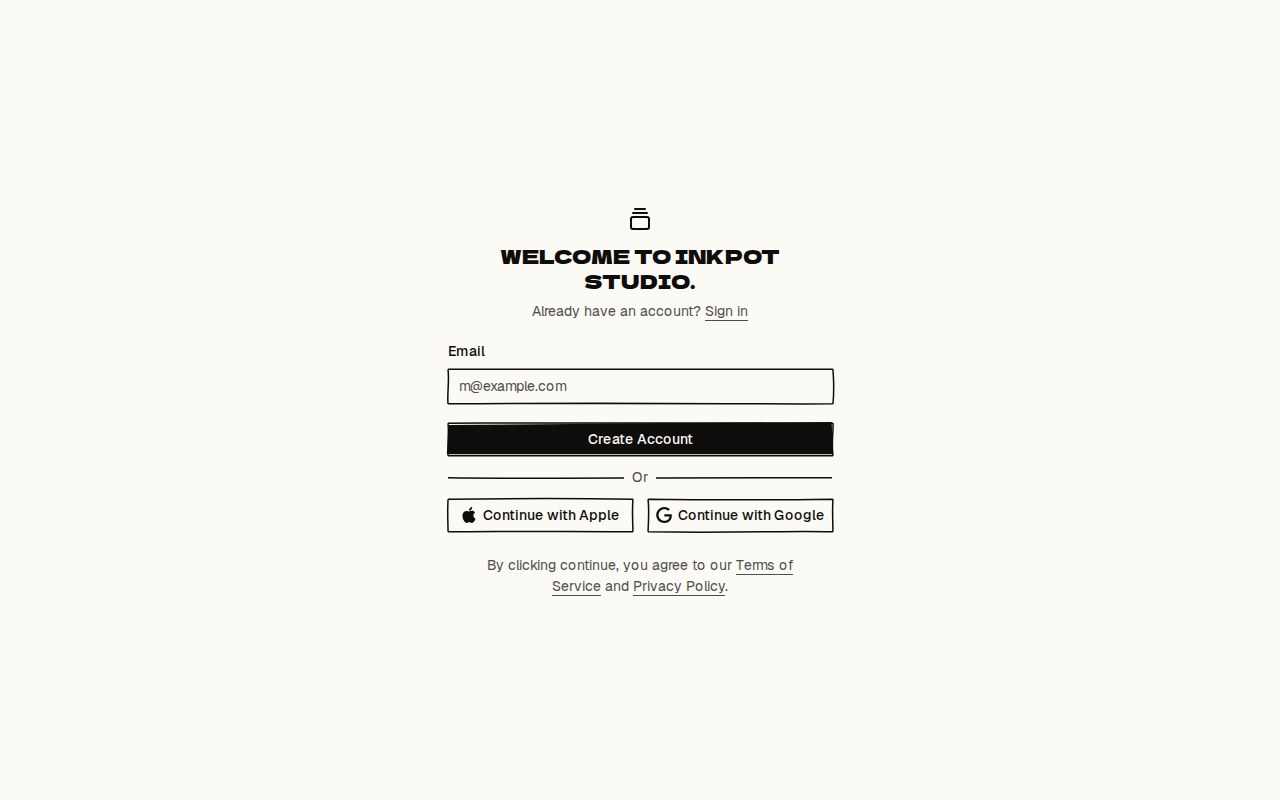 WELCOME TO INKPOT
STUDIO.
Already have an account? Sign in
Email
m@example.com
Create Account
Or
Continue with Apple
Continue with Google
By clicking continue, you agree to our Terms of
Service and Privacy Policy.